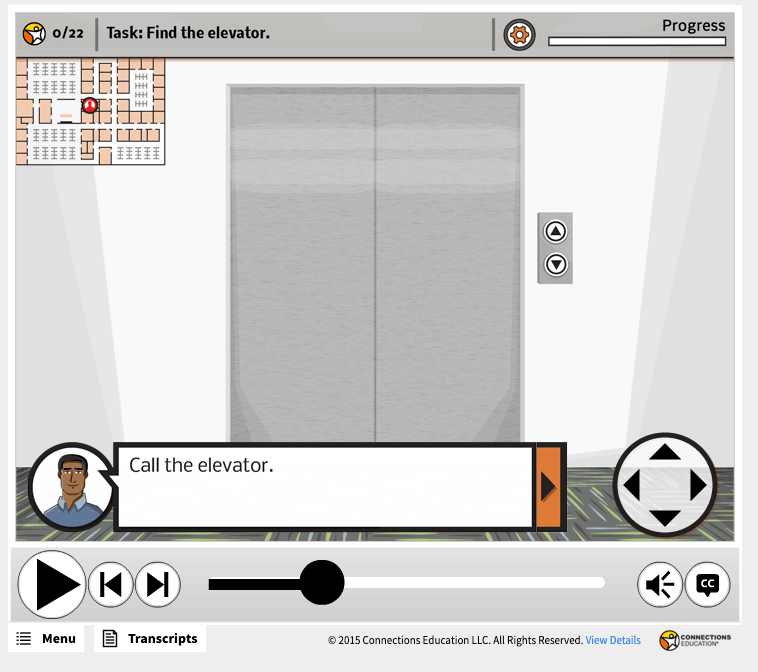 0/22
Task: Find the elevator.
Progress
Call the elevator.
CC
Menu
Transcripts
© 2015 Connections Education LLC. All Rights Reserved. View Details
CONNECTIONS
EDUCATION